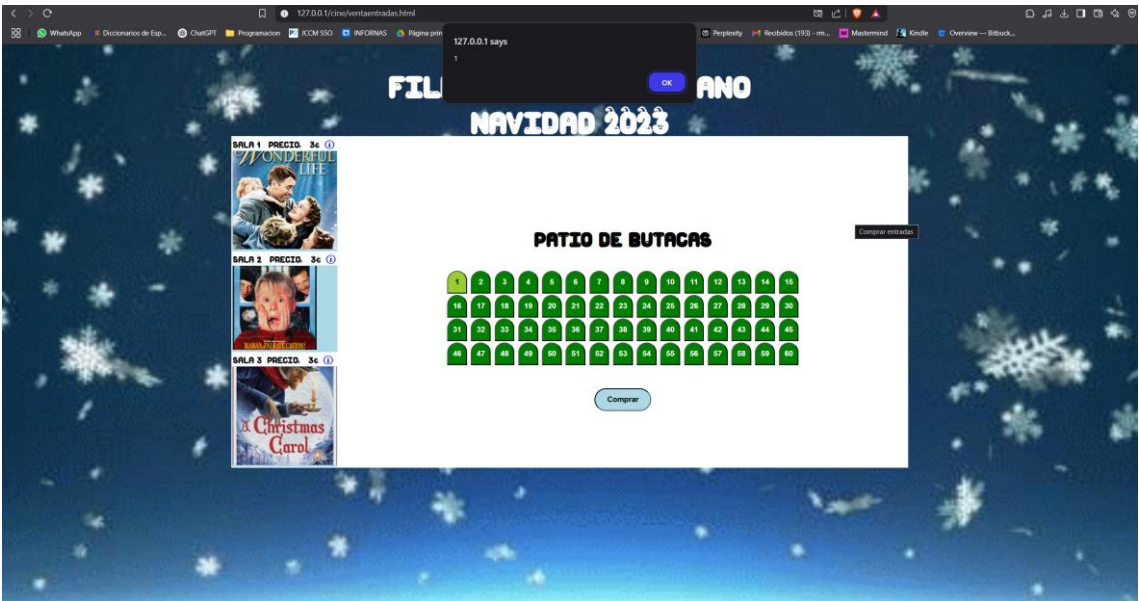 127.0.0.1/cine/ventaentradas.html
WhatsApp
Diccionarios de Esp...
ChatGPT
Programacion
ICCM SSO
INFORNAS
Página prin
Perplexity
Mastermind
Kindle
Overview — Bitbuck...
127.0.0.1 says
1
OK
FIL
ANO
NAVIDAD 2023
SALA 1 PRECIO. 3€
WONDERFUL
LIFE
SALA 2 PRECIO. 3€
SALA 3 PRECIO. 3€
A Christmas
Carol
Comprar entradas
PATIO DE BUTACAS
1 2 3 4 5 6 7 8 9 10 11 12 13 14 15
16 17 18 19 20 21 22 23 24 25 26 27 28 29 30
31 32 33 34 35 36 37 38 39 40 41 42 43 44 45
46 47 48 49 50 51 52 53 54 55 56 57 58 59 60
Comprar